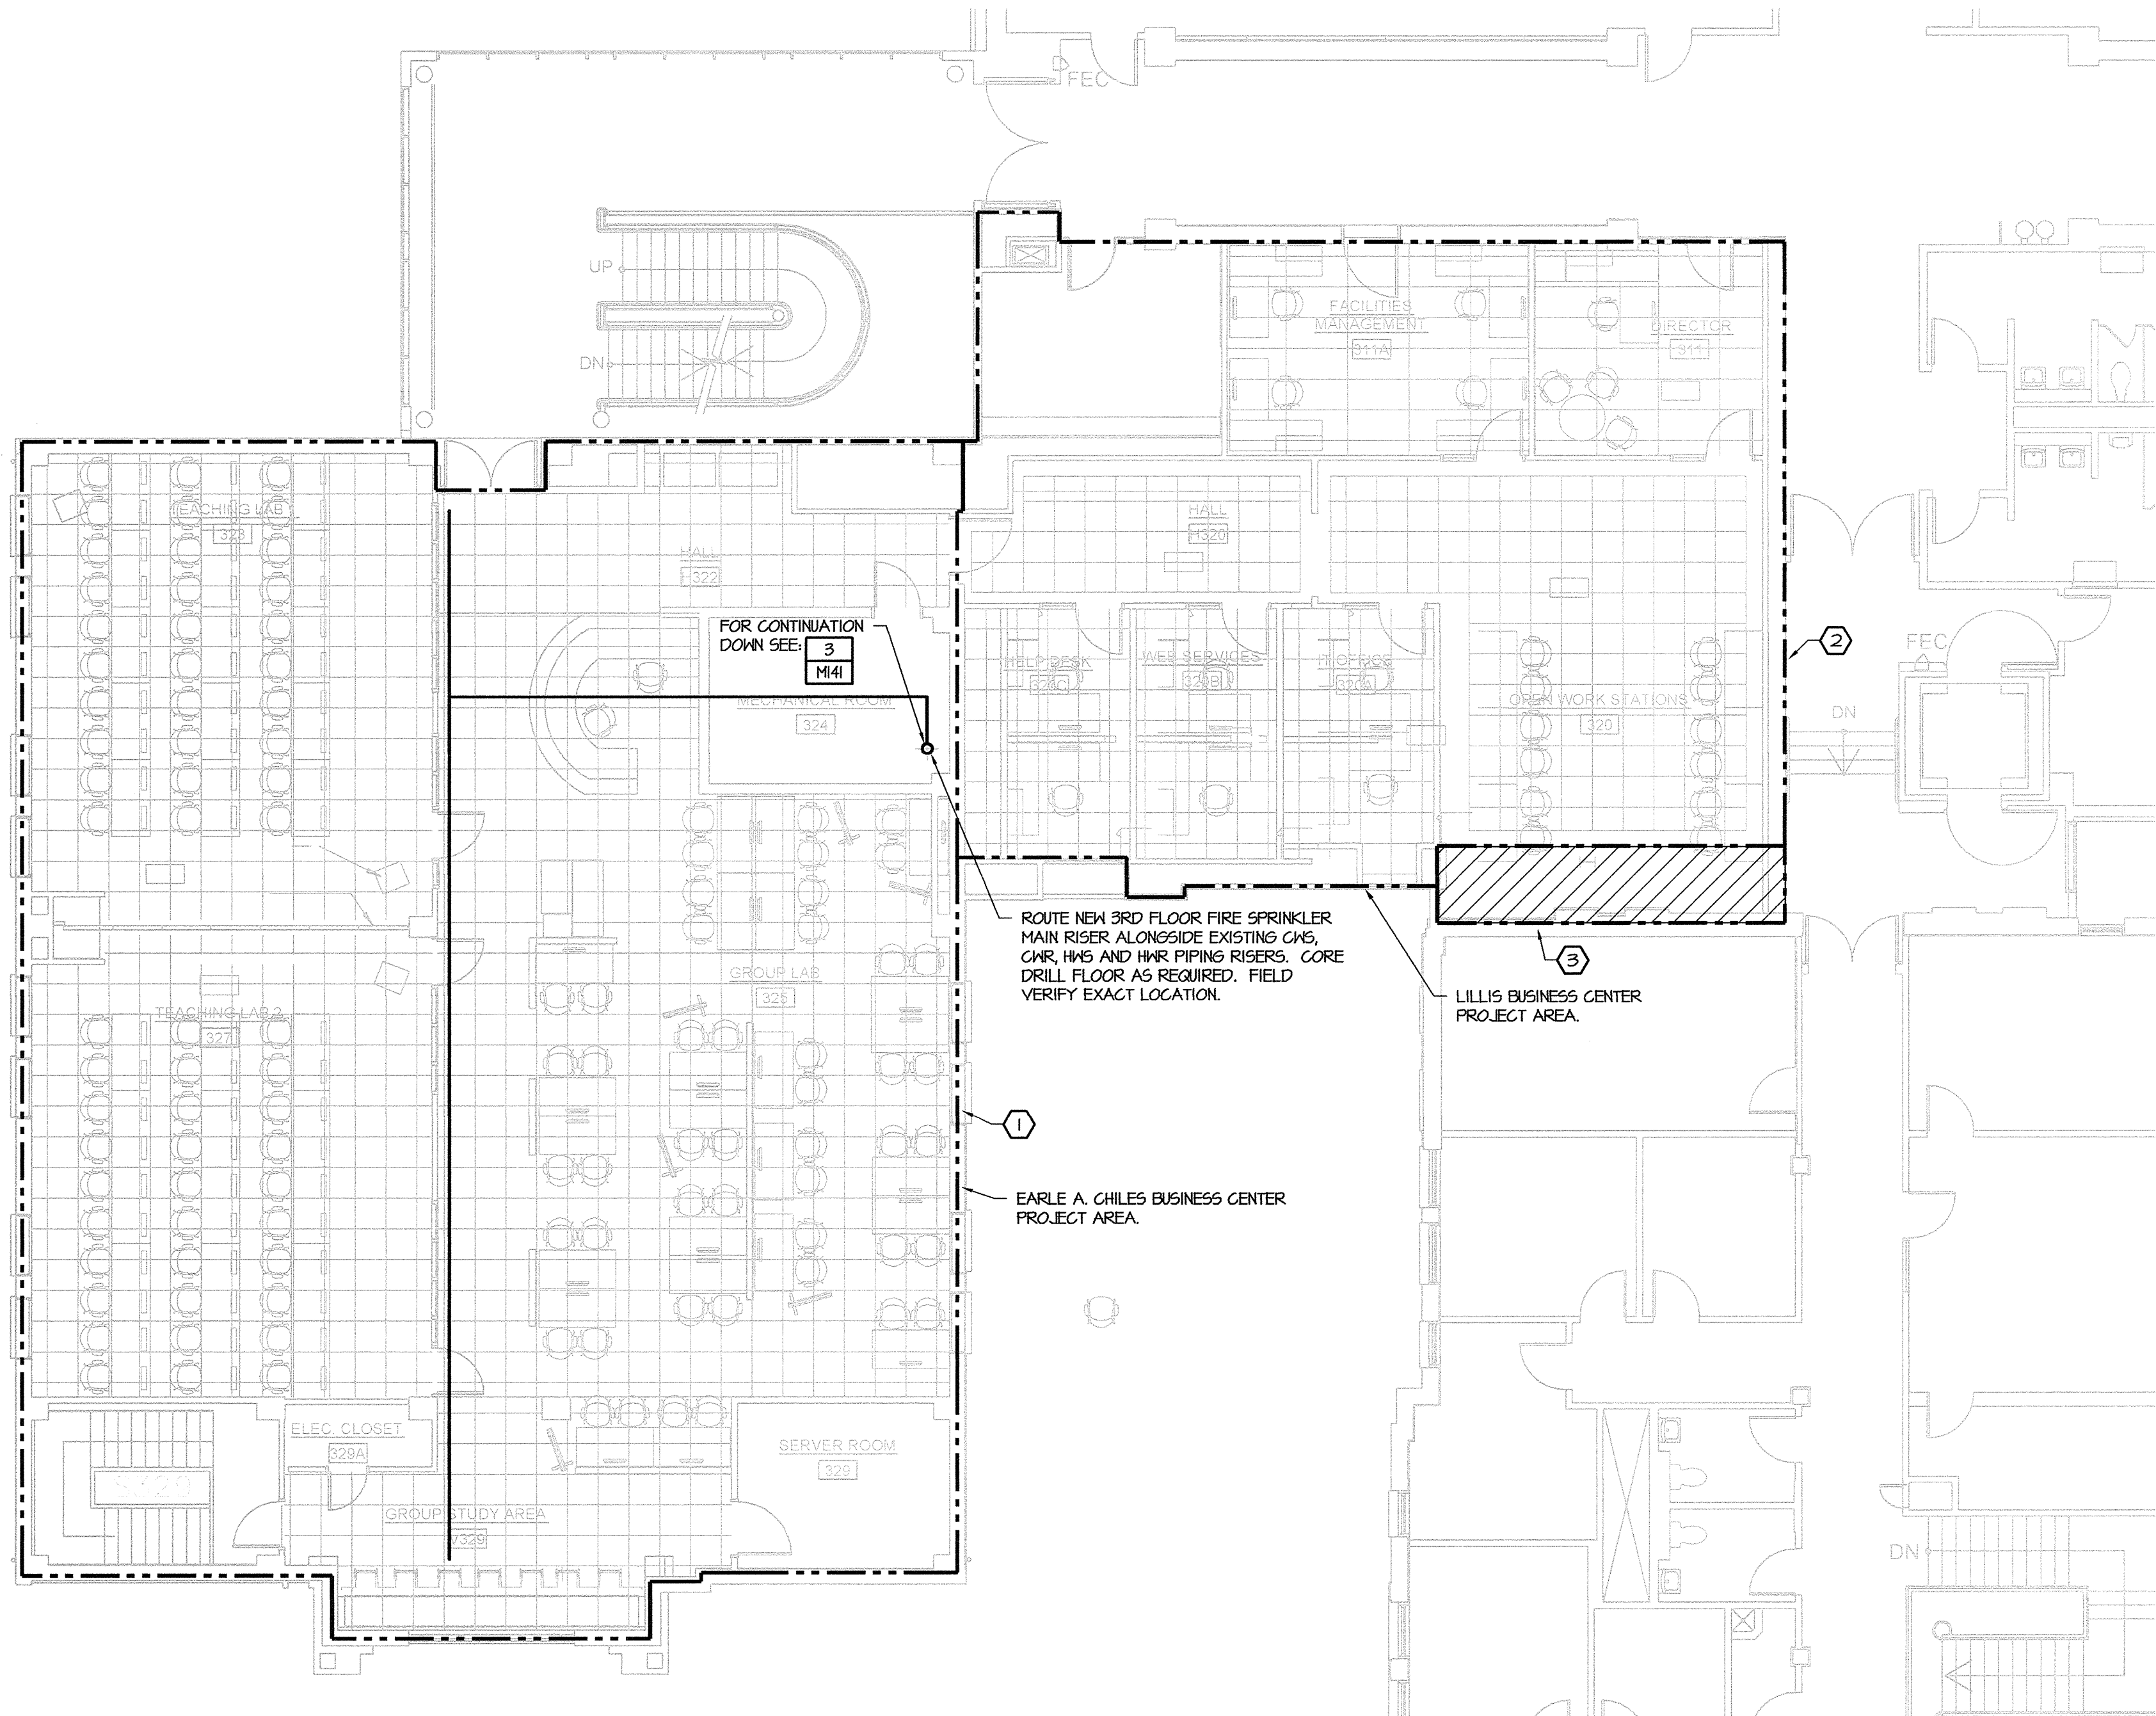 FEC
UP
DN
FACILITIES
MANAGEMENT
311A
DIRECTOR
311
TEACHING LAB
323
HALL
322
HALL
H320
FOR CONTINUATION
DOWN SEE:
3
M141
MECHANICAL ROOM
324
HELP DESK
WEB SERVICES
320B
IT OFFICE
320A
OPEN WORK STATIONS
320
2
FEC
DN
ROUTE NEW 3RD FLOOR FIRE SPRINKLER
MAIN RISER ALONGSIDE EXISTING CWS,
CWR, HWS AND HWR PIPING RISERS. CORE
DRILL FLOOR AS REQUIRED. FIELD
VERIFY EXACT LOCATION.
3
LILLIS BUSINESS CENTER
PROJECT AREA.
GROUP LAB
325
TEACHING LAB 2
327
1
EARLE A. CHILES BUSINESS CENTER
PROJECT AREA.
ELEC. CLOSET
329A
SERVER ROOM
329
GROUP STUDY AREA
V329
DN